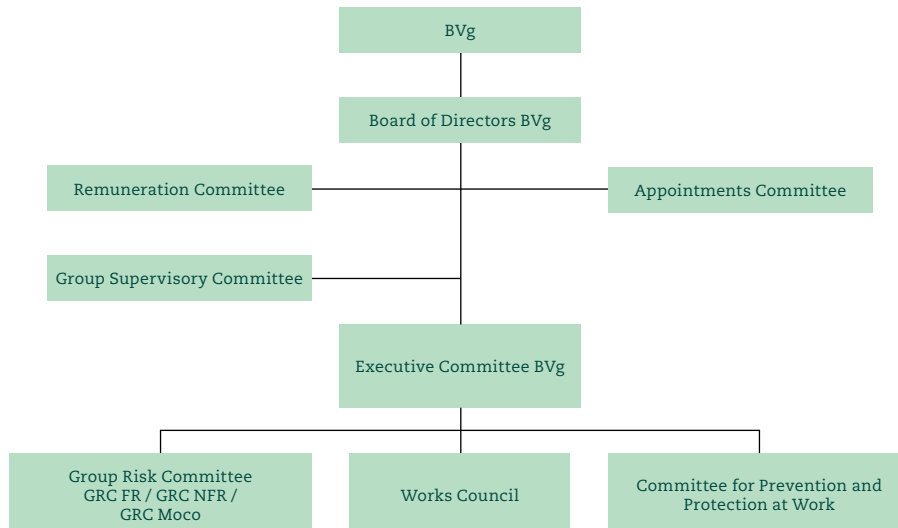 BVg
Board of Directors BVg
Remuneration Committee
Appointments Committee
Group Supervisory Committee
Executive Committee BVg
Group Risk Committee
GRC FR / GRC NFR /
GRC Moco
Works Council
Committee for Prevention and
Protection at Work